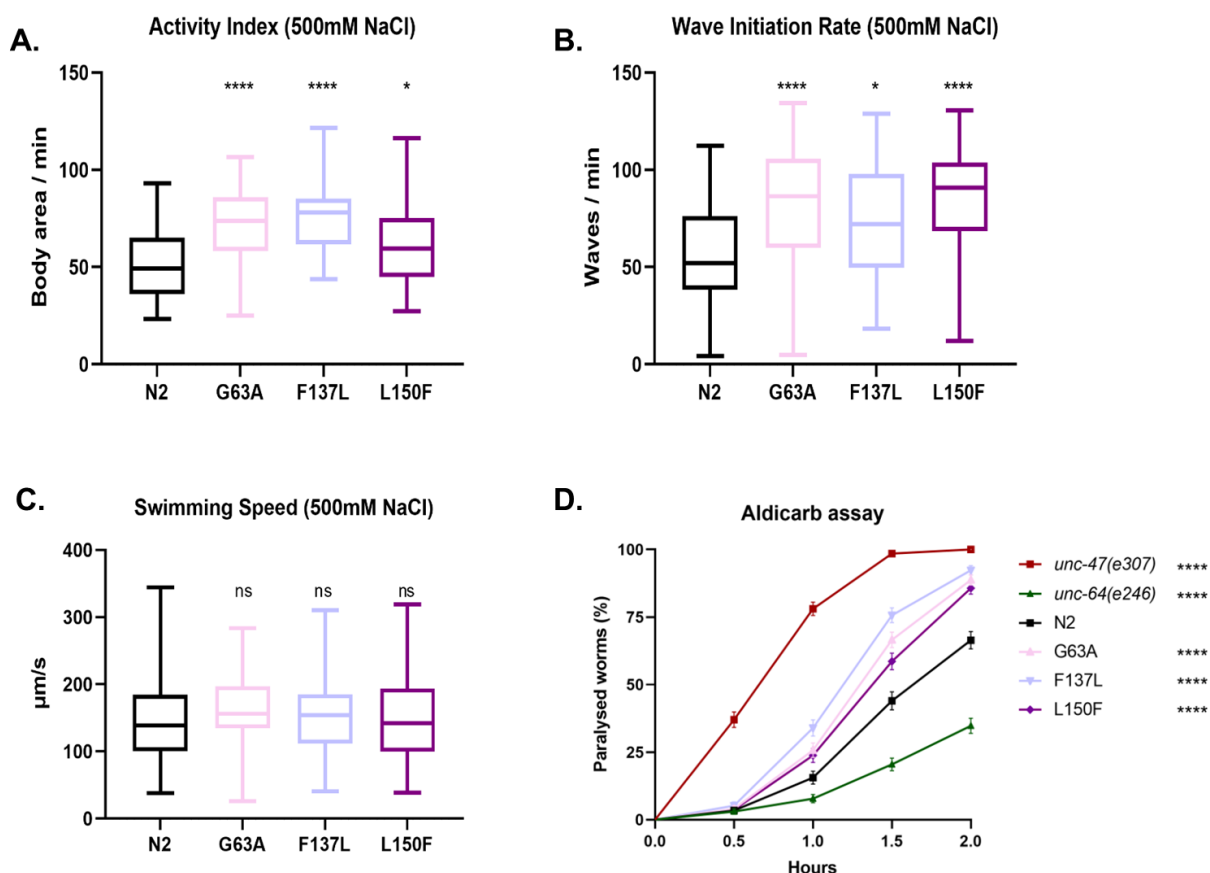 A.
Activity Index (500mM NaCl)
150
100
50
0
Body area / min
**** **** *
N2 G63A F137L L150F
B.
Wave Initiation Rate (500mM NaCl)
150
100
50
0
Waves / min
**** * ****
N2 G63A F137L L150F
C.
Swimming Speed (500mM NaCl)
400
300
200
100
0
µm/s
ns ns ns
N2 G63A F137L L150F
D.
Aldicarb assay
100
75
50
25
0
Paralysed worms (%)
0.0 0.5 1.0 1.5 2.0
Hours
unc-47(e307) ****
unc-64(e246) ****
N2
G63A ****
F137L ****
L150F ****